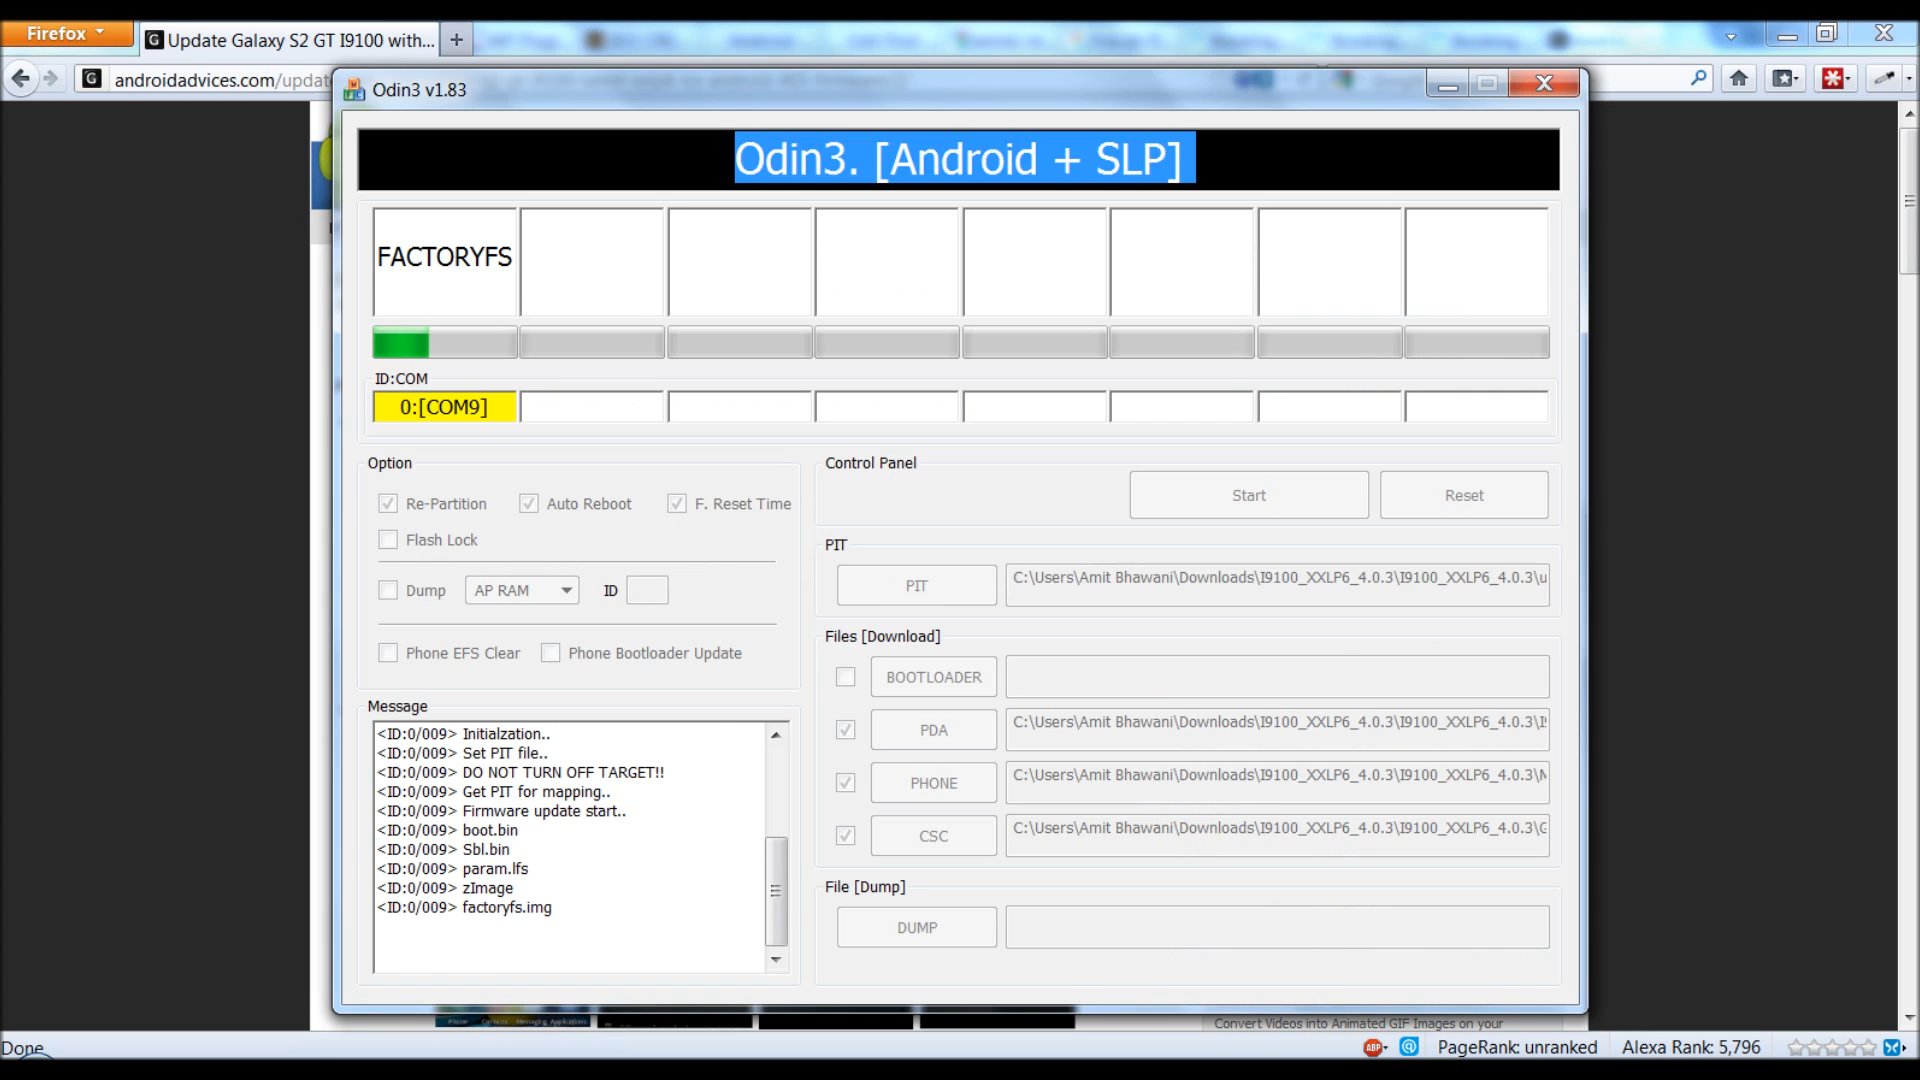 Firefox
Update Galaxy S2 GT I9100 with...
androidadvices.com/updat
Odin3 v1.83
Odin3. [Android + SLP]
FACTORYFS
ID:COM
0:[COM9]
Option
Re-Partition Auto Reboot F. Reset Time
Flash Lock
Dump AP RAM ID
Phone EFS Clear Phone Bootloader Update
Message
<ID:0/009> Initialzation..
<ID:0/009> Set PIT file..
<ID:0/009> DO NOT TURN OFF TARGET!!
<ID:0/009> Get PIT for mapping..
<ID:0/009> Firmware update start..
<ID:0/009> boot.bin
<ID:0/009> Sbl.bin
<ID:0/009> param.lfs
<ID:0/009> zImage
<ID:0/009> factoryfs.img
Control Panel
Start Reset
PIT
PIT C:\Users\Amit Bhawani\Downloads\I9100_XXLP6_4.0.3\I9100_XXLP6_4.0.3\u
Files [Download]
BOOTLOADER
PDA C:\Users\Amit Bhawani\Downloads\I9100_XXLP6_4.0.3\I9100_XXLP6_4.0.3\I
PHONE C:\Users\Amit Bhawani\Downloads\I9100_XXLP6_4.0.3\I9100_XXLP6_4.0.3\
CSC C:\Users\Amit Bhawani\Downloads\I9100_XXLP6_4.0.3\I9100_XXLP6_4.0.3\
File [Dump]
DUMP
Phone Contacts Messaging Applications
Convert Videos into Animated GIF Images on your
Done
ABP
PageRank: unranked Alexa Rank: 5,796